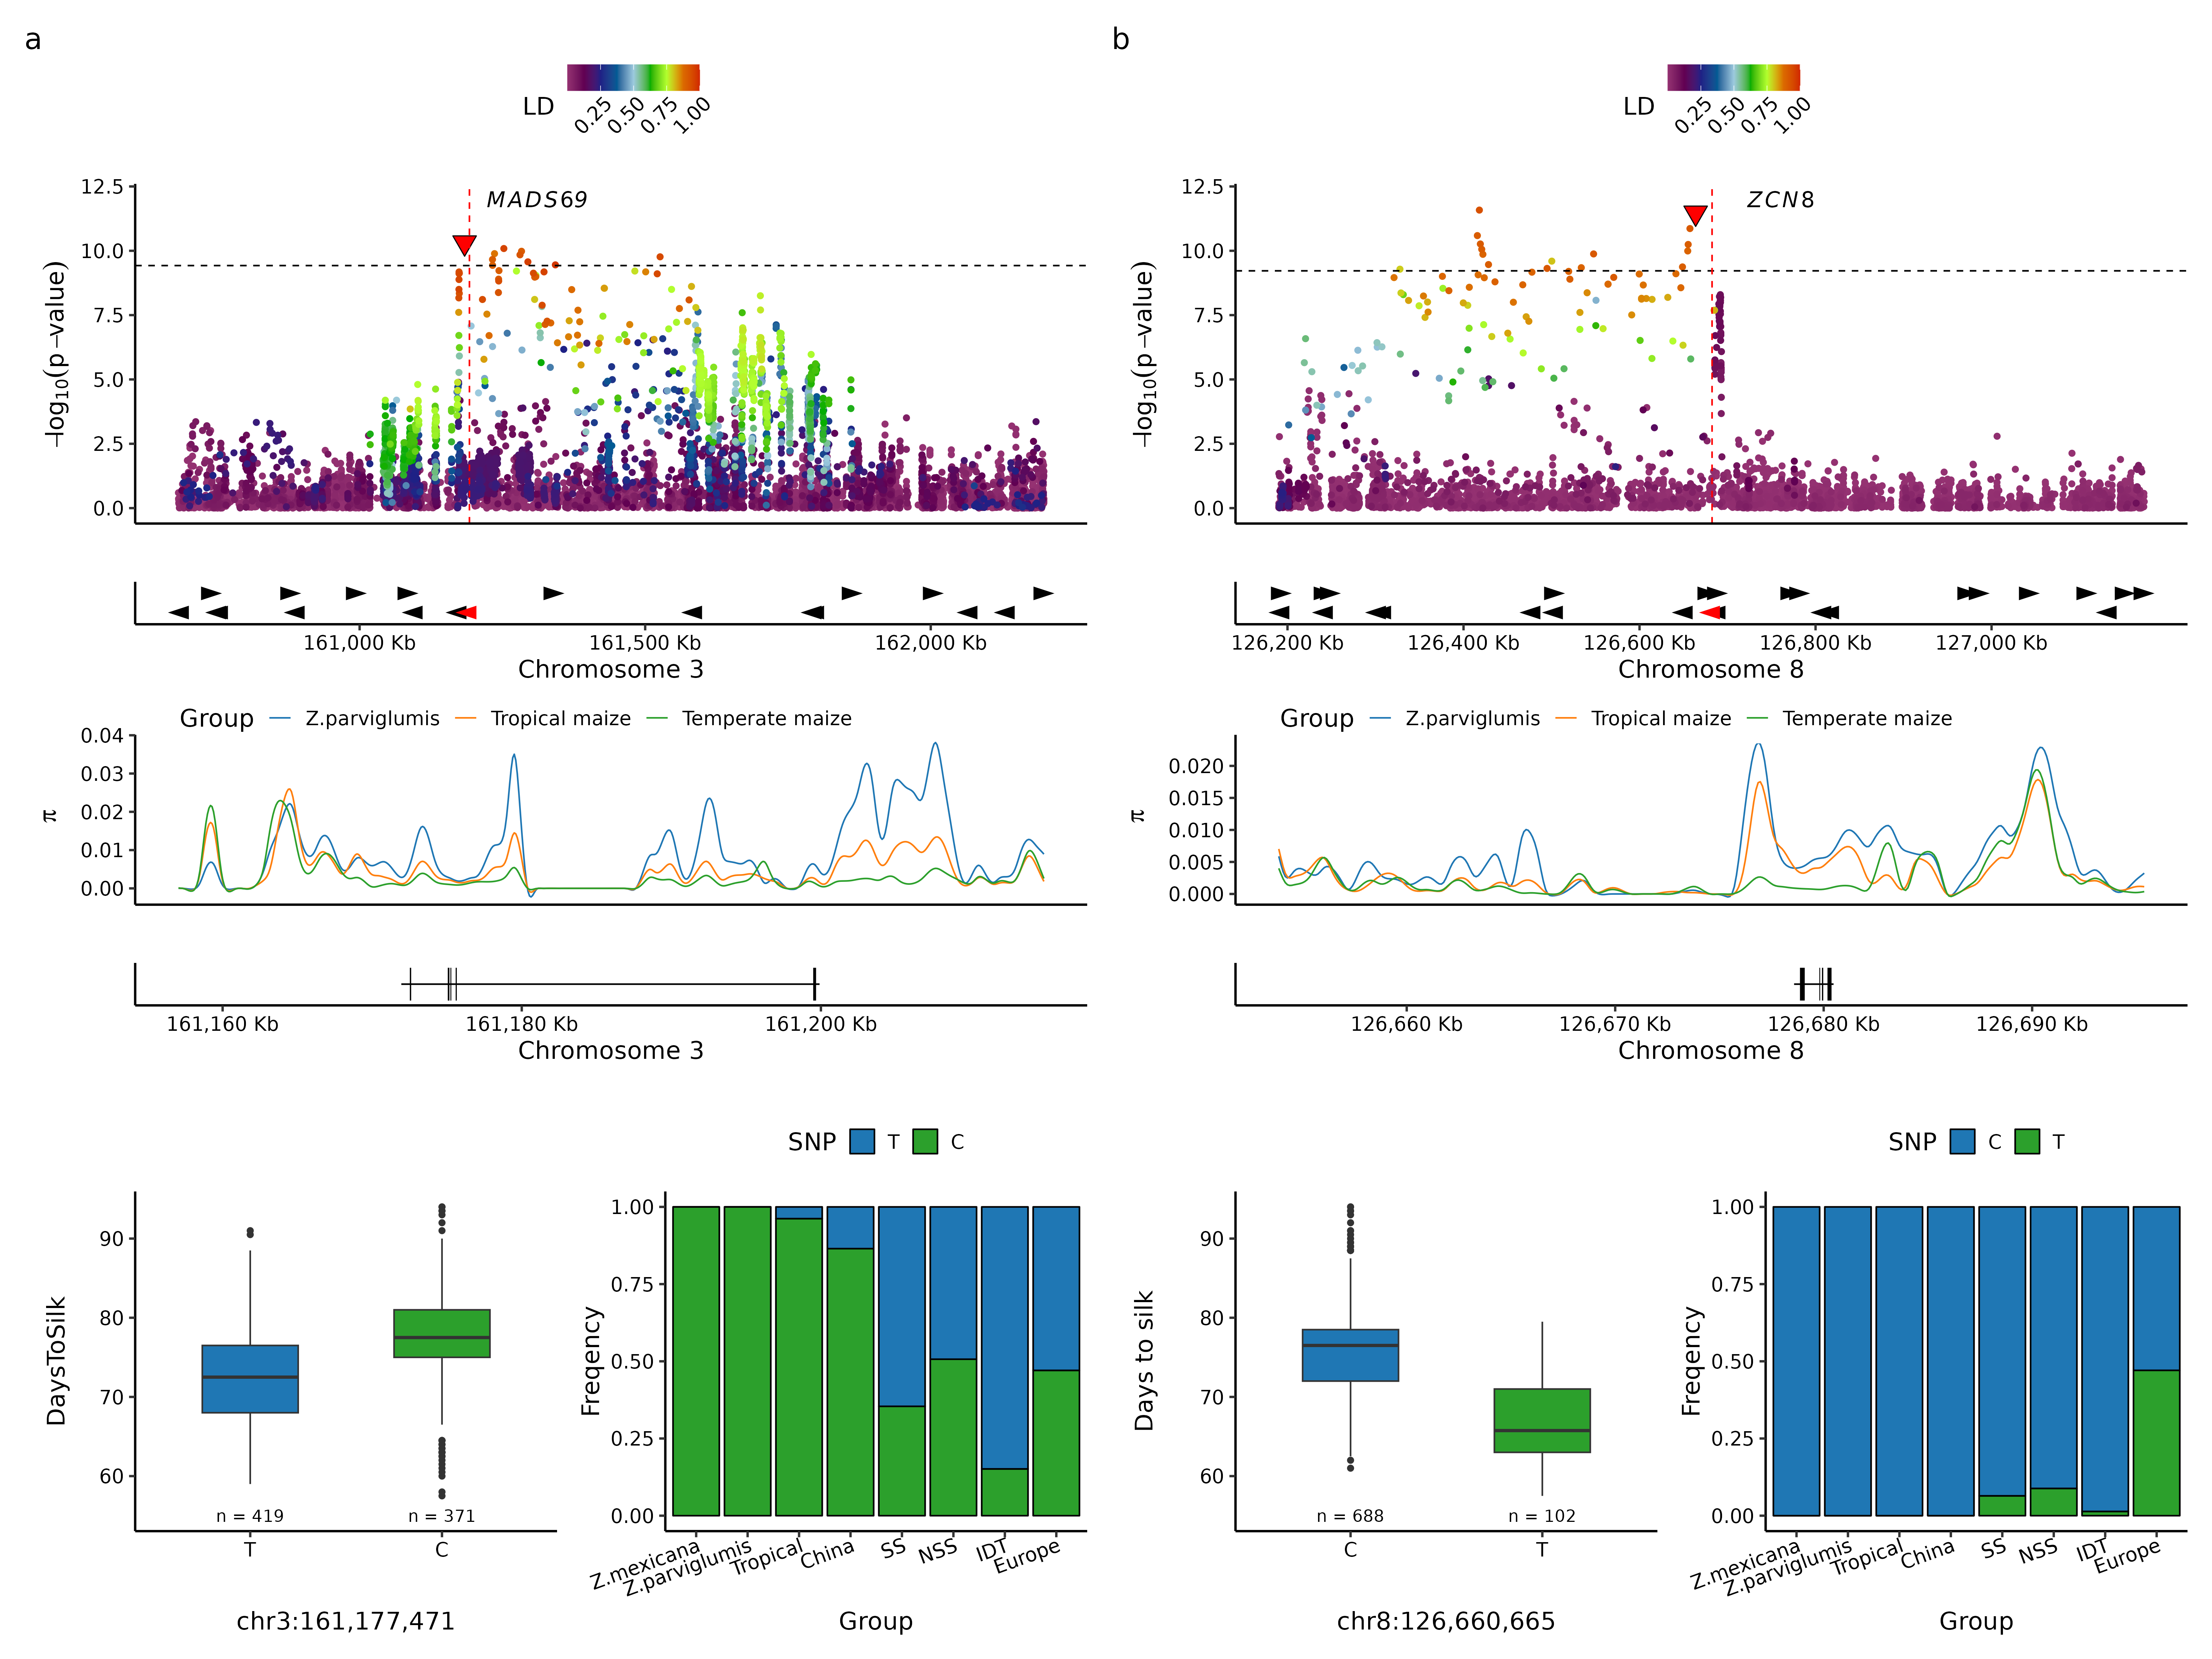 a
LD
0.25 0.50 0.75 1.00
MADS69
−log10(p−value)
12.5
10.0
7.5
5.0
2.5
0.0
161,000 Kb 161,500 Kb 162,000 Kb
Chromosome 3
Group Z.parviglumis Tropical maize Temperate maize
π
0.04
0.03
0.02
0.01
0.00
161,160 Kb 161,180 Kb 161,200 Kb
Chromosome 3
DaysToSilk
90
80
70
60
n = 419 n = 371
T C
chr3:161,177,471
SNP T C
Freqency
1.00
0.75
0.50
0.25
0.00
Z.mexicana Z.parviglumis Tropical China SS NSS IDT Europe
Group
b
LD
0.25 0.50 0.75 1.00
ZCN8
−log10(p−value)
12.5
10.0
7.5
5.0
2.5
0.0
126,200 Kb 126,400 Kb 126,600 Kb 126,800 Kb 127,000 Kb
Chromosome 8
Group Z.parviglumis Tropical maize Temperate maize
π
0.020
0.015
0.010
0.005
0.000
126,660 Kb 126,670 Kb 126,680 Kb 126,690 Kb
Chromosome 8
Days to silk
90
80
70
60
n = 688 n = 102
C T
chr8:126,660,665
SNP C T
Freqency
1.00
0.75
0.50
0.25
0.00
Z.mexicana Z.parviglumis Tropical China SS NSS IDT Europe
Group